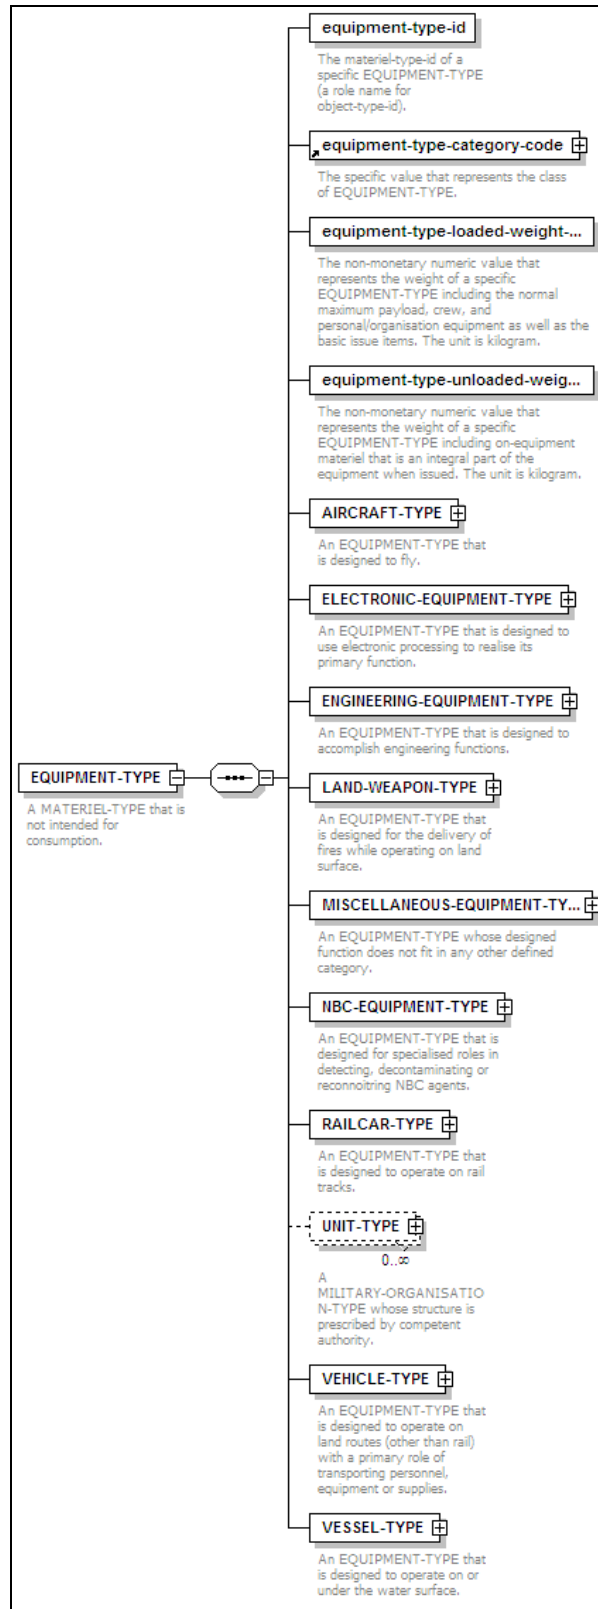 equipment-type-id
The materiel-type-id of a
specific EQUIPMENT-TYPE
(a role name for
object-type-id).
equipment-type-category-code
The specific value that represents the class
of EQUIPMENT-TYPE.
equipment-type-loaded-weight-...
The non-monetary numeric value that
represents the weight of a specific
EQUIPMENT-TYPE including the normal
maximum payload, crew, and
personal/organisation equipment as well as the
basic issue items. The unit is kilogram.
equipment-type-unloaded-weig...
The non-monetary numeric value that
represents the weight of a specific
EQUIPMENT-TYPE including on-equipment
materiel that is an integral part of the
equipment when issued. The unit is kilogram.
AIRCRAFT-TYPE
An EQUIPMENT-TYPE that
is designed to fly.
ELECTRONIC-EQUIPMENT-TYPE
An EQUIPMENT-TYPE that is designed to
use electronic processing to realise its
primary function.
ENGINEERING-EQUIPMENT-TYPE
An EQUIPMENT-TYPE that is designed to
accomplish engineering functions.
EQUIPMENT-TYPE
A MATERIEL-TYPE that is
not intended for
consumption.
LAND-WEAPON-TYPE
An EQUIPMENT-TYPE that
is designed for the delivery of
fires while operating on land
surface.
MISCELLANEOUS-EQUIPMENT-TY...
An EQUIPMENT-TYPE whose designed
function does not fit in any other defined
category.
NBC-EQUIPMENT-TYPE
An EQUIPMENT-TYPE that is
designed for specialised roles in
detecting, decontaminating or
reconnoitring NBC agents.
RAILCAR-TYPE
An EQUIPMENT-TYPE that
is designed to operate on rail
tracks.
UNIT-TYPE
0..∞
A
MILITARY-ORGANISATIO
N-TYPE whose structure is
prescribed by competent
authority.
VEHICLE-TYPE
An EQUIPMENT-TYPE that
is designed to operate on
land routes (other than rail)
with a primary role of
transporting personnel,
equipment or supplies.
VESSEL-TYPE
An EQUIPMENT-TYPE that
is designed to operate on or
under the water surface.